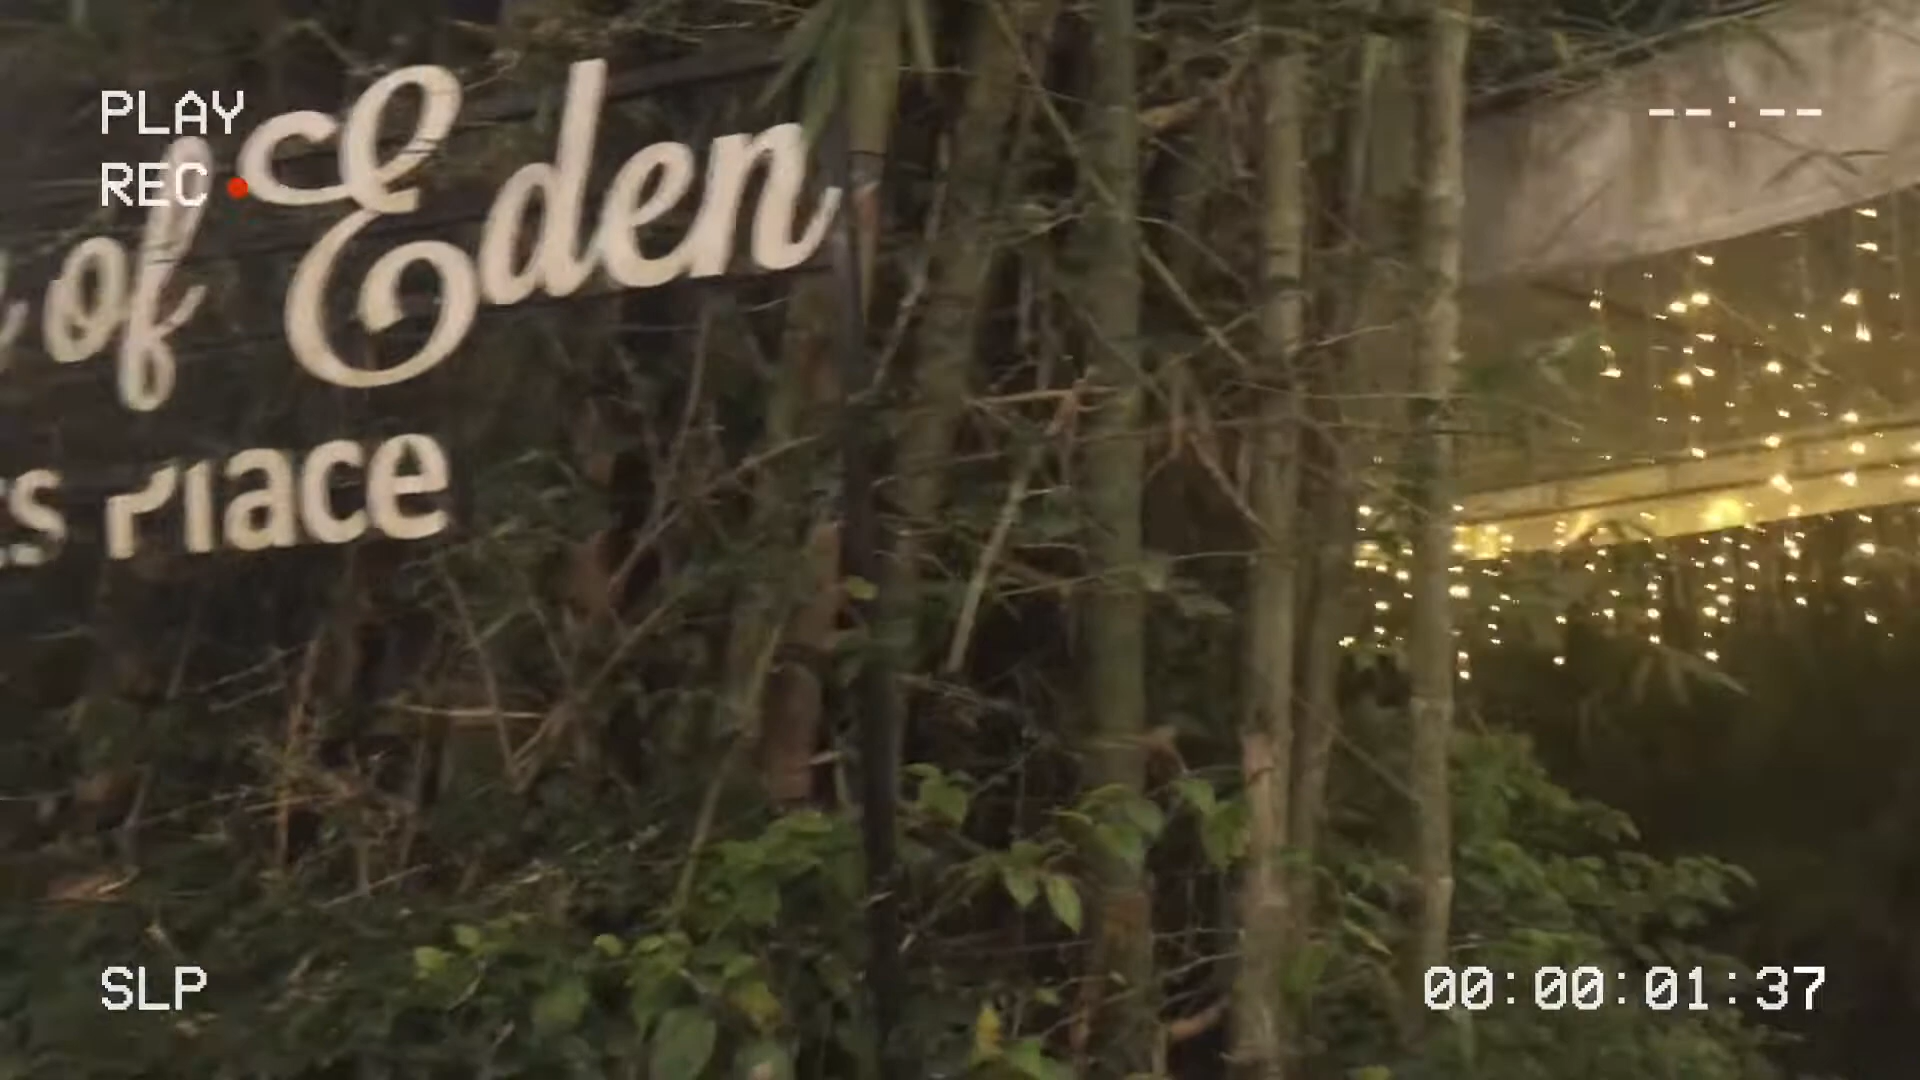 PLAY
--:--
REC
of Eden
Place
SLP
00:00:01:37